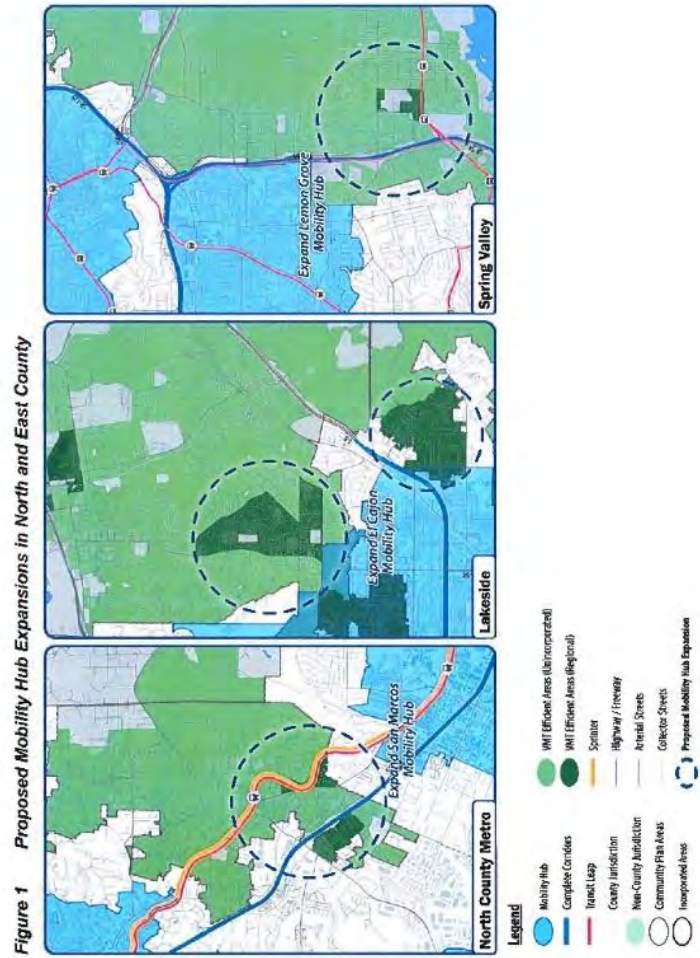 Figure 1 Proposed Mobility Hub Expansions in North and East County
Expand San Marcos
Mobility Hub
North County Metro
Expand El Cajon
Mobility Hub
Lakeside
Expand Lemon Grove
Mobility Hub
Spring Valley
Legend
Mobility Hub
Complete Corridors
Transit Leap
County Jurisdiction
Non-County Jurisdiction
Community Plan Areas
Incorporated Areas
VMT Efficient Areas (Unincorporated)
VMT Efficient Areas (Regional)
Sprinter
Highway / Freeway
Arterial Streets
Collector Streets
Proposed Mobility Hub Expansion